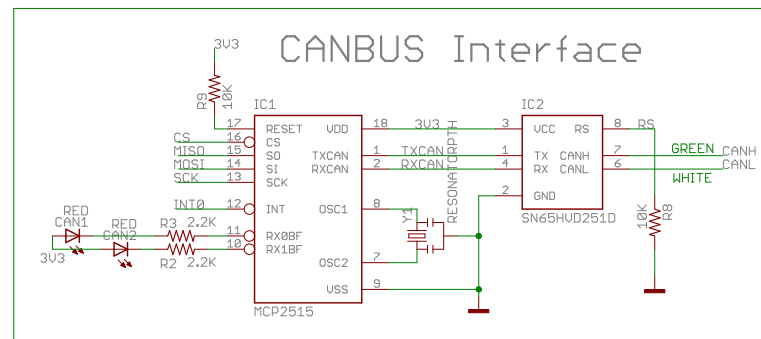 CANBUS Interface
3V3
R9
10K
IC1
IC2
17 RESET VDD 18 3V3 3 VCC RS 8 RS
CS 16 CS
MISO 15 SO TXCAN 1 TXCAN 1 TX CANH 7 GREEN CANH
MOSI 14 SI RXCAN 2 RXCAN 4 RX CANL 6 CANL
WHITE
SCK 13 SCK
RESONATORPTH
2 GND
INT0 12 INT OSC1 8
Y1
SN65HVD251D
10K
R8
RED
CAN1
RED
CAN2
R3 2.2K
11 RX0BF
10 RX1BF
3V3
R2 2.2K
OSC2 7
VSS 9
MCP2515